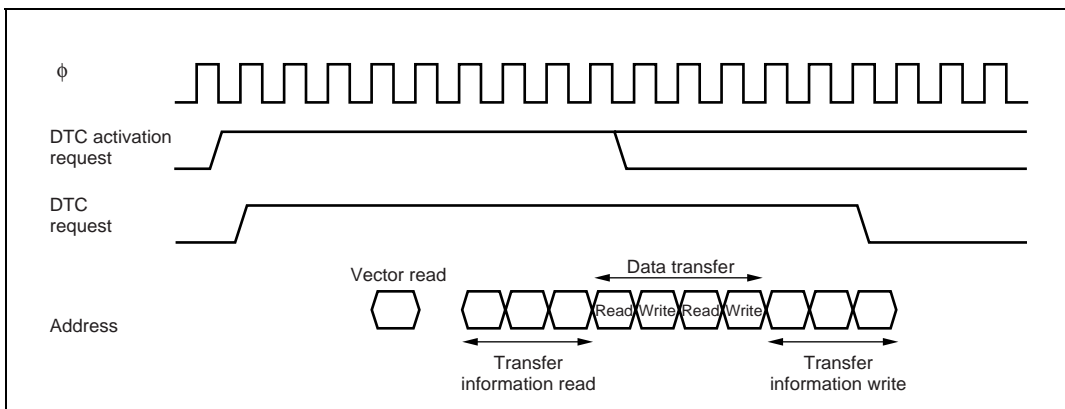 ϕ
DTC activation
request
DTC
request
Vector read
Data transfer
Address
Read Write Read Write
Transfer
information read
Transfer
information write